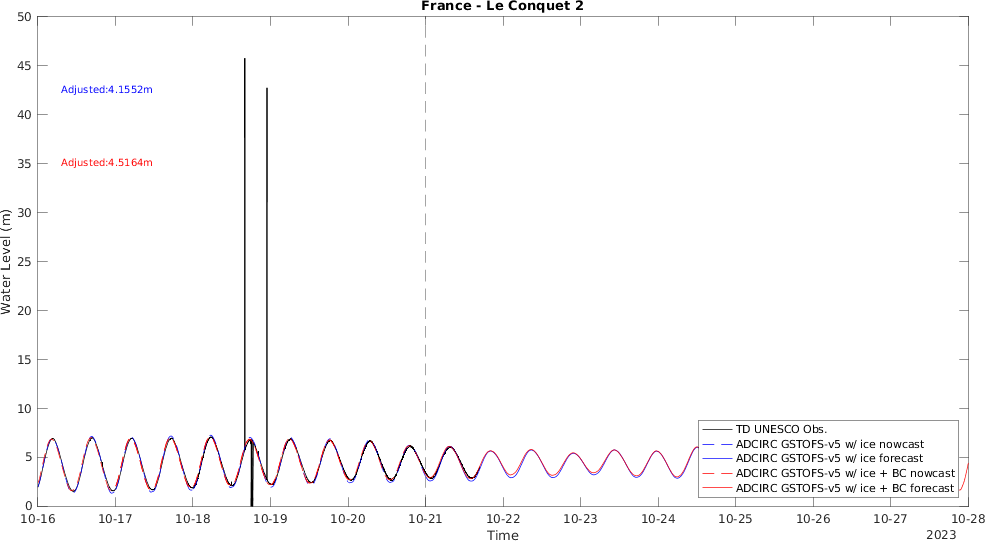 France - Le Conquet 2
50
45
40
35
30
25
20
15
10
5
0
Water Level (m)
Adjusted:4.1552m
Adjusted:4.5164m
TD UNESCO Obs.
ADCIRC GSTOFS-v5 w/ ice nowcast
ADCIRC GSTOFS-v5 w/ ice forecast
ADCIRC GSTOFS-v5 w/ ice + BC nowcast
ADCIRC GSTOFS-v5 w/ ice + BC forecast
10-16 10-17 10-18 10-19 10-20 10-21 10-22 10-23 10-24 10-25 10-26 10-27 10-28
Time
2023